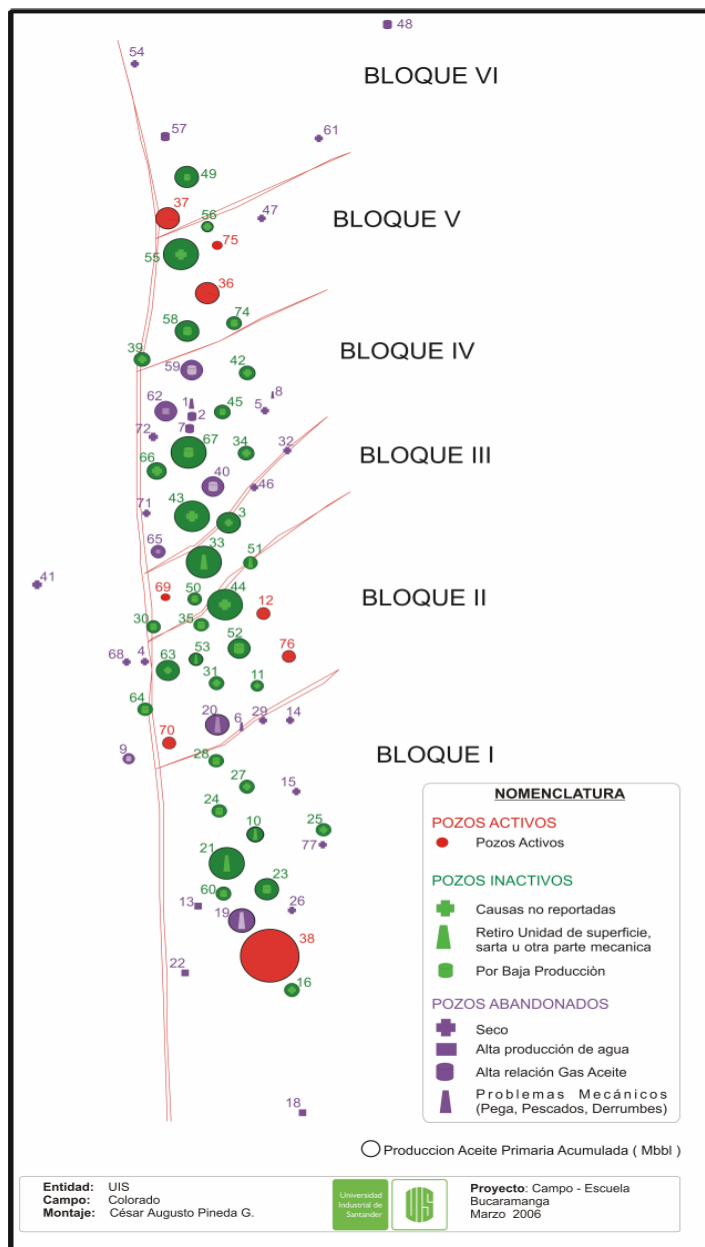 48
54
BLOQUE VI
57
61
49
37
47
56
BLOQUE V
75
55
36
74
58
39
BLOQUE IV
59
42
1
8
62
2
45
5
7
72
67
34
32
66
BLOQUE III
40
46
43
71
3
33
65
51
41
69
50
44
12
BLOQUE II
30
35
52
53
76
68
4
63
31
11
64
20
6
29
14
70
9
BLOQUE I
28
27
15
24
10
25
77
21
23
60
13
26
19
38
22
16
18
NOMENCLATURA
POZOS ACTIVOS
Pozos Activos
POZOS INACTIVOS
Causas no reportadas
Retiro Unidad de superficie,
sarta u otra parte mecanica
Por Baja Producciòn
POZOS ABANDONADOS
Seco
Alta producción de agua
Alta relación Gas Aceite
Problemas Mecánicos
(Pega, Pescados, Derrumbes)
Produccion Aceite Primaria Acumulada ( Mbbl )
Entidad: UIS
Campo: Colorado
Montaje: César Augusto Pineda G.
Universidad
Industrial de
Santander
UIS
Proyecto: Campo - Escuela
Bucaramanga
Marzo 2006